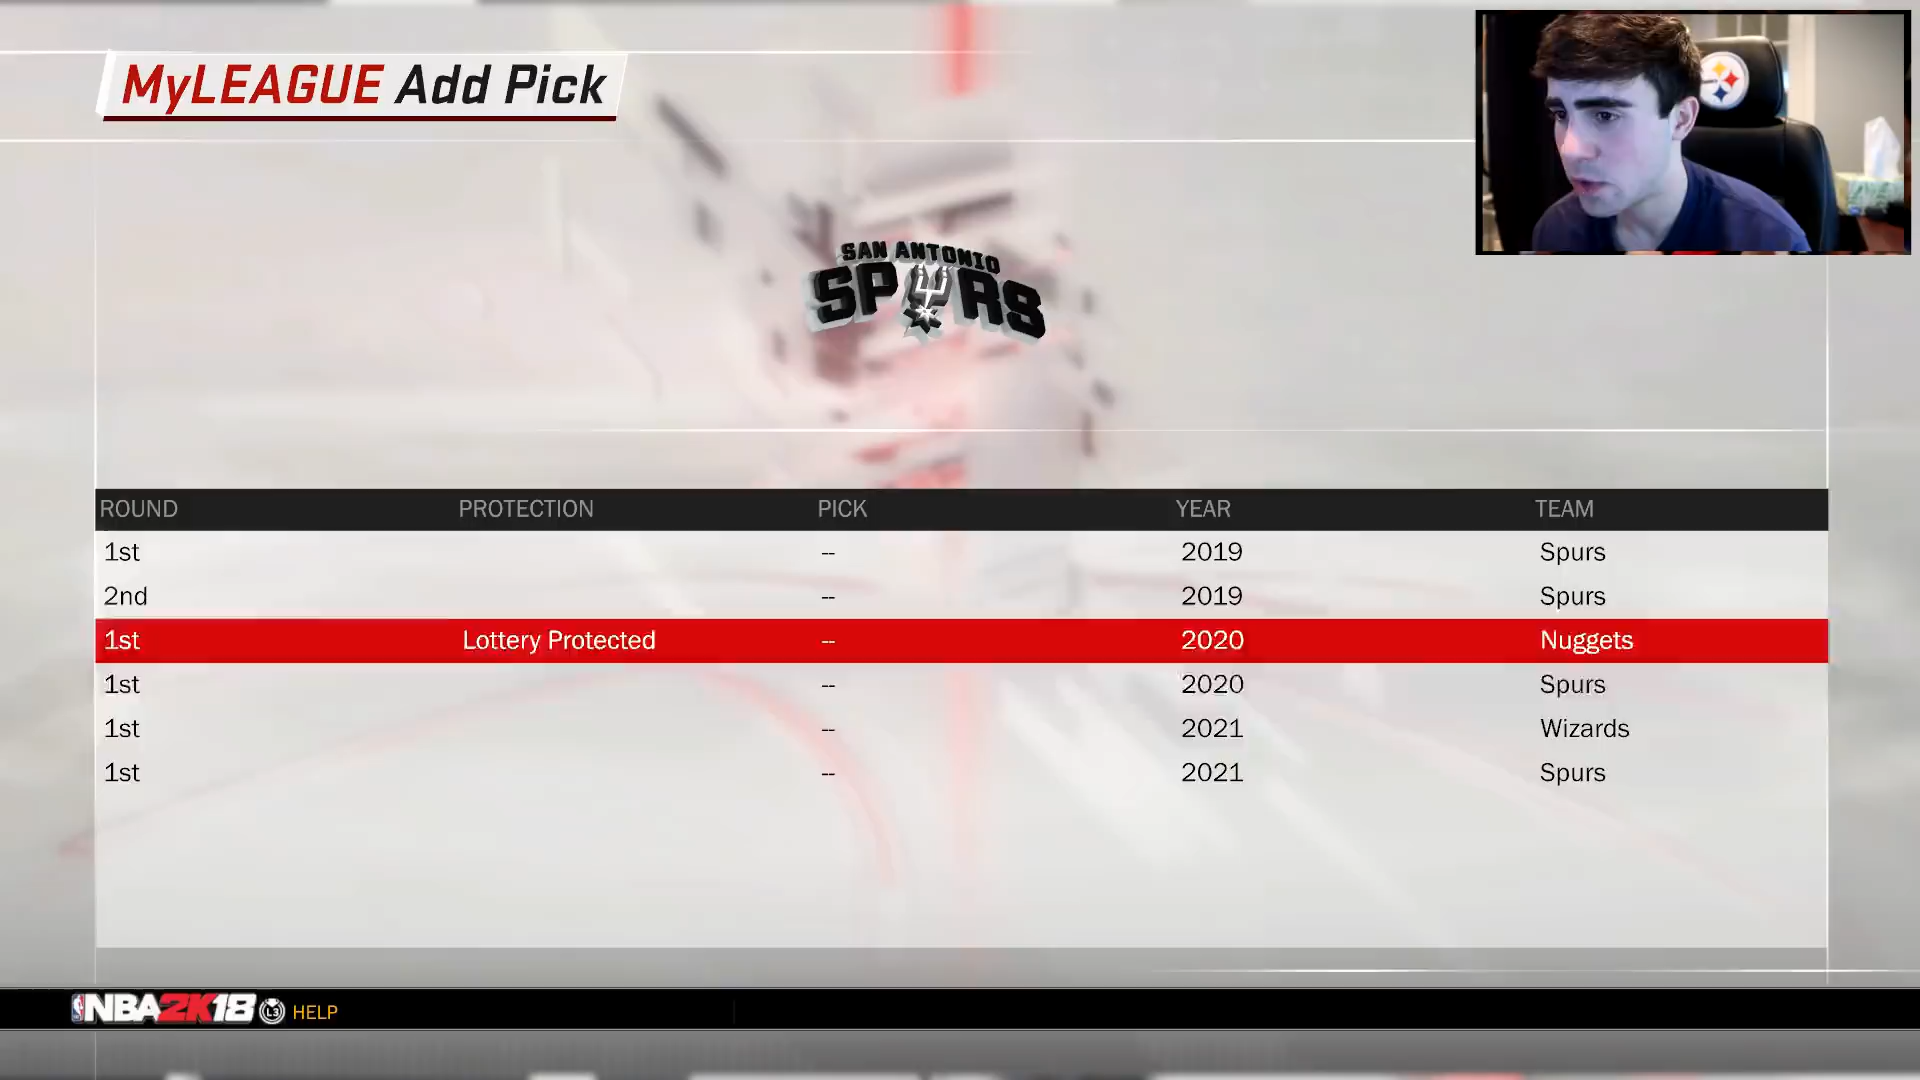 MyLEAGUE Add Pick
SAN ANTONIO
SPURS
ROUND PROTECTION PICK YEAR TEAM
1st -- 2019 Spurs
2nd -- 2019 Spurs
1st Lottery Protected -- 2020 Nuggets
1st -- 2020 Spurs
1st -- 2021 Wizards
1st -- 2021 Spurs
NBA2K18 L3 HELP